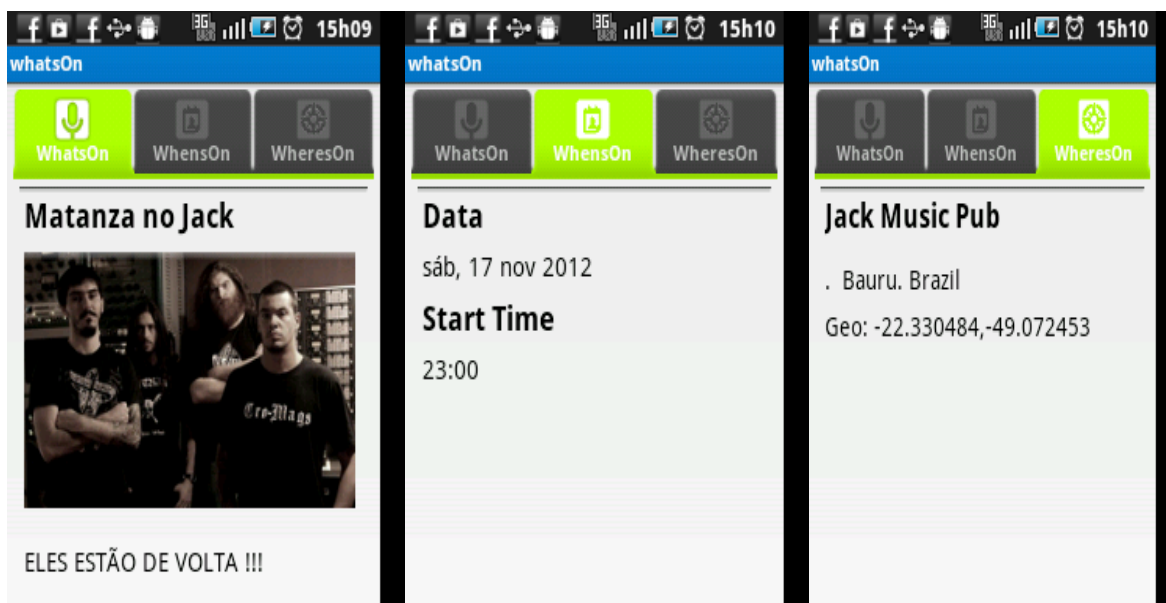 15h09
whatsOn
WhatsOn WhensOn WheresOn
Matanza no Jack
Cro-Mags
ELES ESTÃO DE VOLTA !!!
15h10
whatsOn
WhatsOn WhensOn WheresOn
Data
sáb, 17 nov 2012
Start Time
23:00
3G 15h10
whatsOn
WhatsOn WhensOn WheresOn
Jack Music Pub
. Bauru. Brazil
Geo: -22.330484,-49.072453